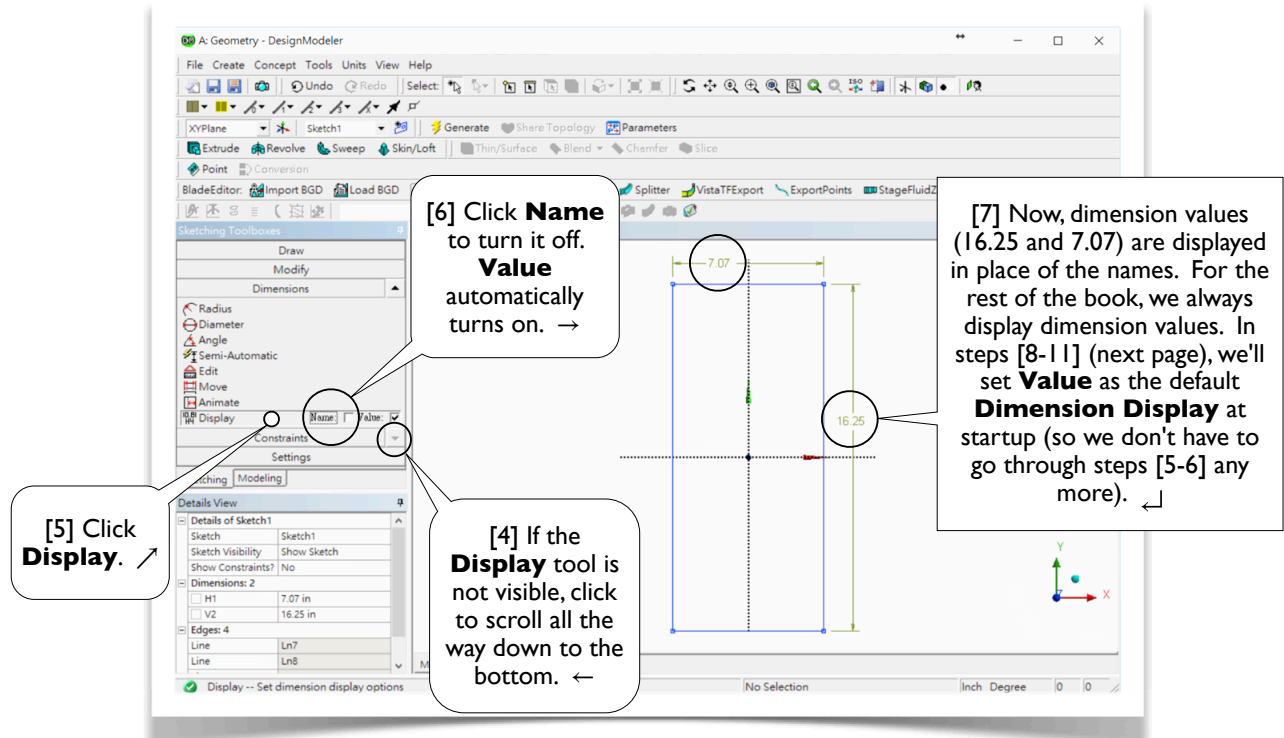 A: Geometry - DesignModeler
File Create Concept Tools Units View Help
Undo Redo Select:
XYPlane Sketch1 Generate Share Topology Parameters
Extrude Revolve Sweep Skin/Loft Thin/Surface Blend Chamfer Slice
Point Conversion
BladeEditor: Import BGD Load BGD Splitter VistaTFExport ExportPoints StageFluidZ
Sketching Toolboxes
Draw
Modify
Dimensions
Radius
Diameter
Angle
Semi-Automatic
Edit
Move
Animate
Display Name: Value:
Constraints
Settings
Modeling
Details View
Details of Sketch1
Sketch Sketch1
Sketch Visibility Show Sketch
Show Constraints? No
Dimensions: 2
H1 7.07 in
V2 16.25 in
Edges: 4
Line Ln7
Line Ln8
Display -- Set dimension display options
No Selection
Inch Degree 0 0
7.07
16.25
Y
X
[4] If the
Display tool is
not visible, click
to scroll all the
way down to the
bottom. ←
[5] Click
Display. ↗
[6] Click Name
to turn it off.
Value
automatically
turns on. →
[7] Now, dimension values
(16.25 and 7.07) are displayed
in place of the names. For the
rest of the book, we always
display dimension values. In
steps [8-11] (next page), we'll
set Value as the default
Dimension Display at
startup (so we don't have to
go through steps [5-6] any
more). ↵